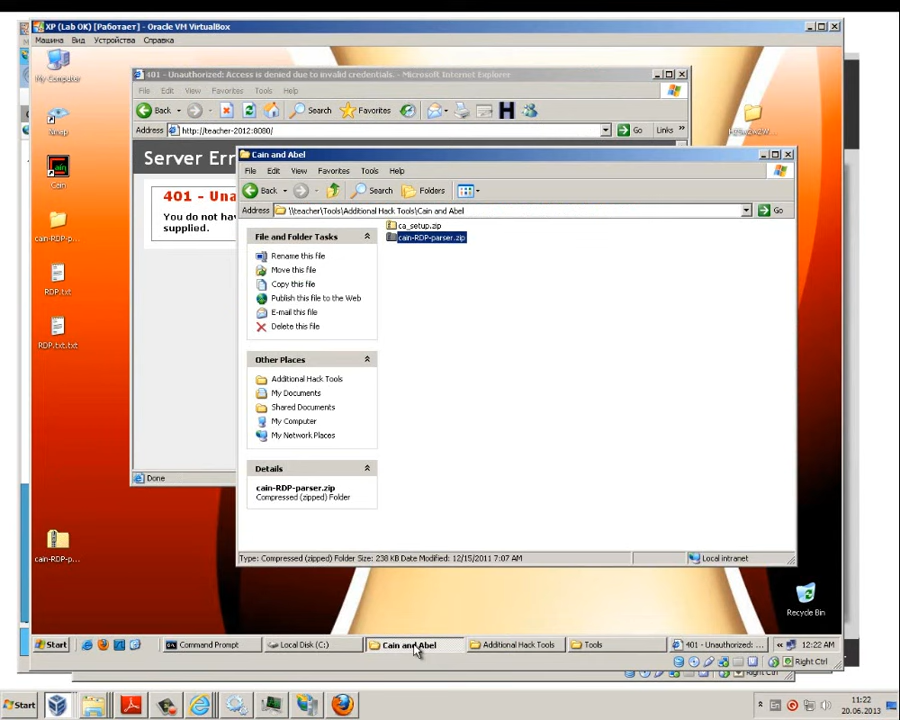 XP (Lab OK) [Работает] - Oracle VM VirtualBox
Машина Вид Устройства Справка
My Computer
Nmap
Cain
cain-RDP-p...
RDP.txt
RDP.txt.txt
cain-RDP-p...
401 - Unauthorized: Access is denied due to invalid credentials. - Microsoft Internet Explorer
File Edit View Favorites Tools Help
Back Search Favorites
Address http://teacher-2012:8080/ Go Links »
Server Err
401 - Una
You do not hav
supplied.
Done
Cain and Abel
File Edit View Favorites Tools Help
Back Search Folders
Address \\teacher\Tools\Additional Hack Tools\Cain and Abel Go
File and Folder Tasks
Rename this file
Move this file
Copy this file
Publish this file to the Web
E-mail this file
Delete this file
Other Places
Additional Hack Tools
My Documents
Shared Documents
My Computer
My Network Places
Details
cain-RDP-parser.zip
Compressed (zipped) Folder
ca_setup.zip
cain-RDP-parser.zip
Type: Compressed (zipped) Folder Size: 238 KB Date Modified: 12/15/2011 7:07 AM Local intranet
Recycle Bin
Start Command Prompt Local Disk (C:) Cain and Abel Additional Hack Tools Tools 401 - Unauthorized: ... « 12:22 AM
Right Ctrl
Right Ctrl
Start En 11:22
20.06.2013